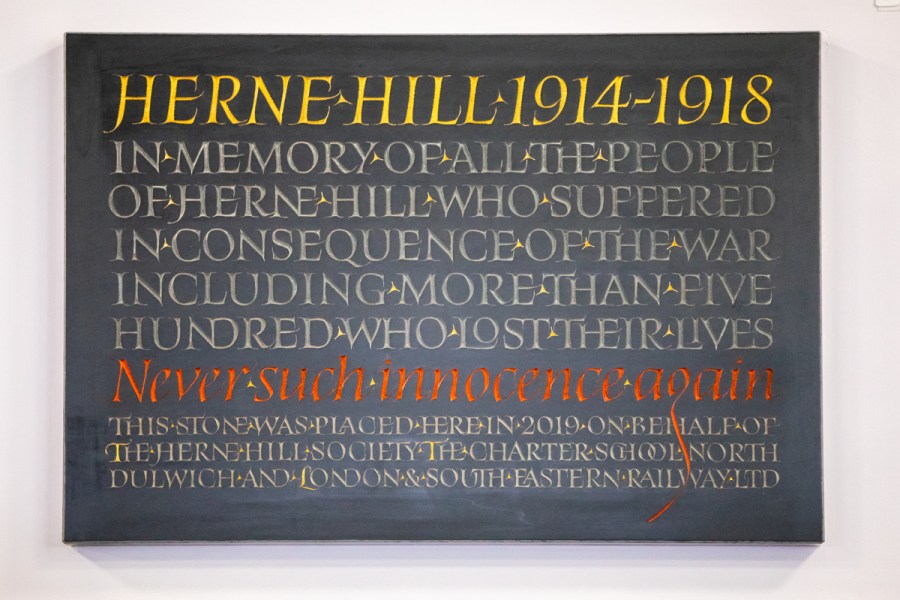 HERNE HILL 1914-1918
IN MEMORY OF ALL THE PEOPLE
OF HERNE HILL WHO SUFFERED
IN CONSEQUENCE OF THE WAR
INCLUDING MORE THAN FIVE
HUNDRED WHO LOST THEIR LIVES
Never such innocence again
THIS STONE WAS PLACED HERE IN 2019 ON BEHALF OF
THE HERNE HILL SOCIETY THE CHARTER SCHOOL NORTH
DULWICH AND LONDON & SOUTH EASTERN RAILWAY LTD